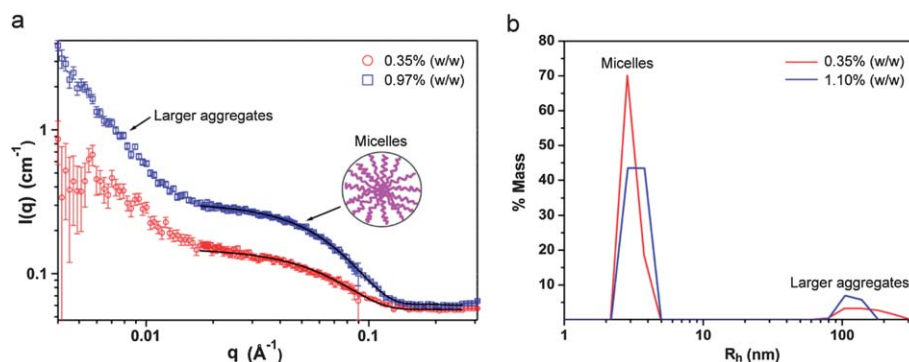 a
0.35% (w/w)
0.97% (w/w)
Larger aggregates
Micelles
I(q) (cm⁻¹)
1
0.1
0.01
0.1
q (Å⁻¹)
b
80
70
60
50
40
30
20
10
0
% Mass
Micelles
0.35% (w/w)
1.10% (w/w)
Larger aggregates
1
10
100
Rₕ (nm)